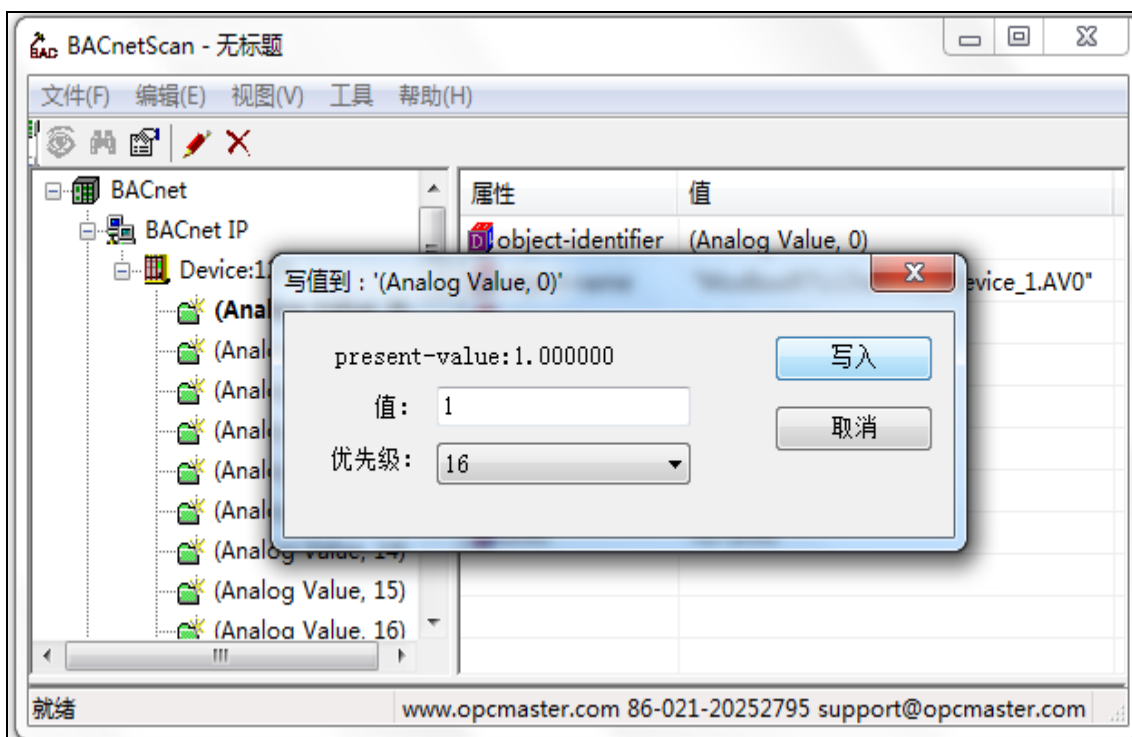 BACnetScan - 无标题
文件(F) 编辑(E) 视图(V) 工具 帮助(H)
BACnet
BACnet IP
Device:1
(Anal
(Anal
(Anal
(Anal
(Anal
(Anal
(Analog Value, 14)
(Analog Value, 15)
(Analog Value, 16)
属性 值
object-identifier (Analog Value, 0)
evice_1.AV0"
写值到 : '(Analog Value, 0)'
present-value:1.000000
值: 1
优先级: 16
写入
取消
就绪
www.opcmaster.com 86-021-20252795 support@opcmaster.com